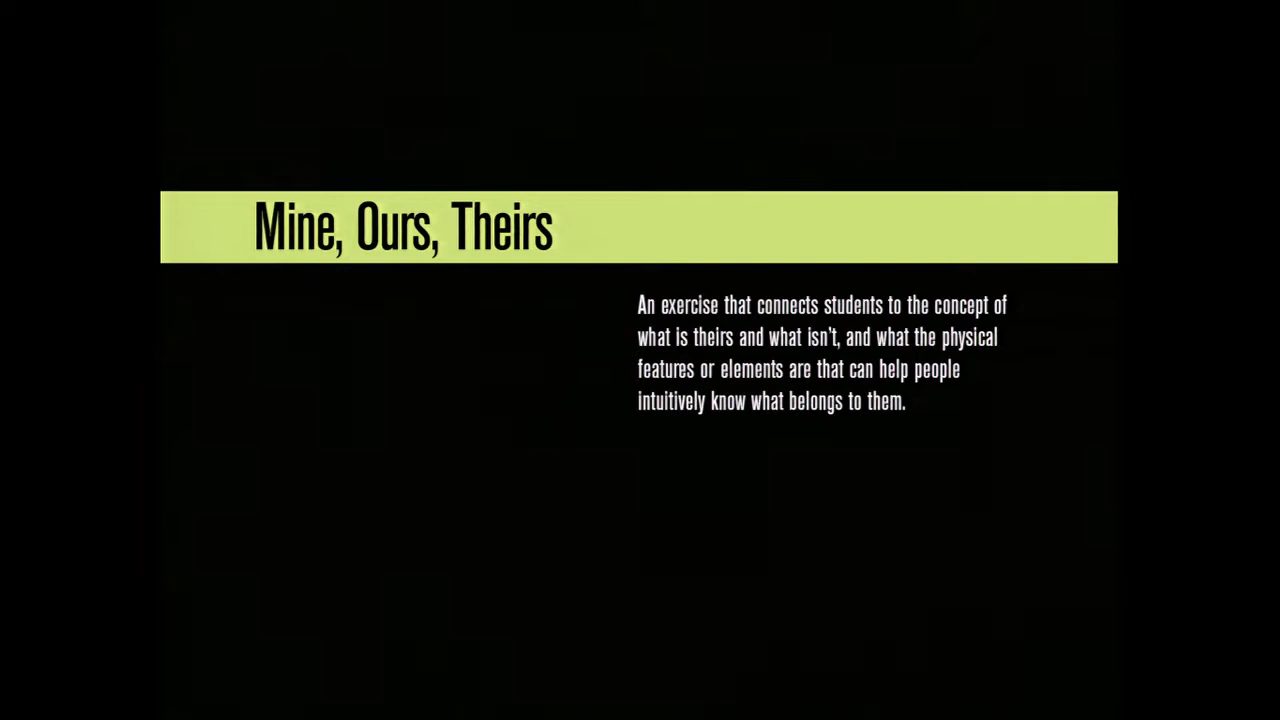 Mine, Ours, Theirs
An exercise that connects students to the concept of
what is theirs and what isn't, and what the physical
features or elements are that can help people
intuitively know what belongs to them.